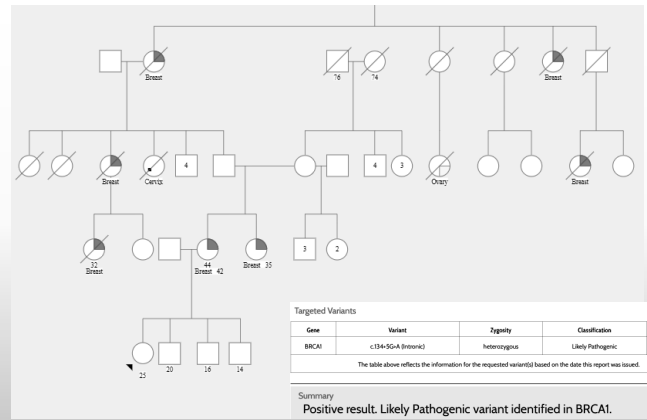 Breast
76
74
Breast
Breast
Cervix
4
4
3
Ovary
Breast
32
Breast
44
Breast 42
Breast 35
3
2
25
20
16
14
Targeted Variants
Gene Variant Zygosity Classification
BRCA1 c.134+5G>A (Intronic) heterozygous Likely Pathogenic
The table above reflects the information for the requested variant(s) based on the date this report was issued.
Summary
Positive result. Likely Pathogenic variant identified in BRCA1.